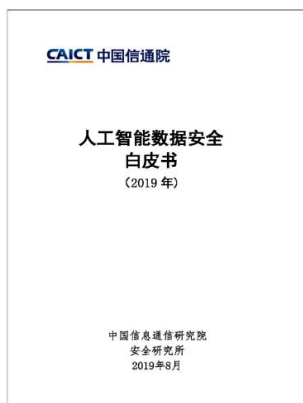 CAICT 中国信通院
人工智能数据安全
白皮书
（2019 年）
中国信息通信研究院
安全研究所
2019年8月